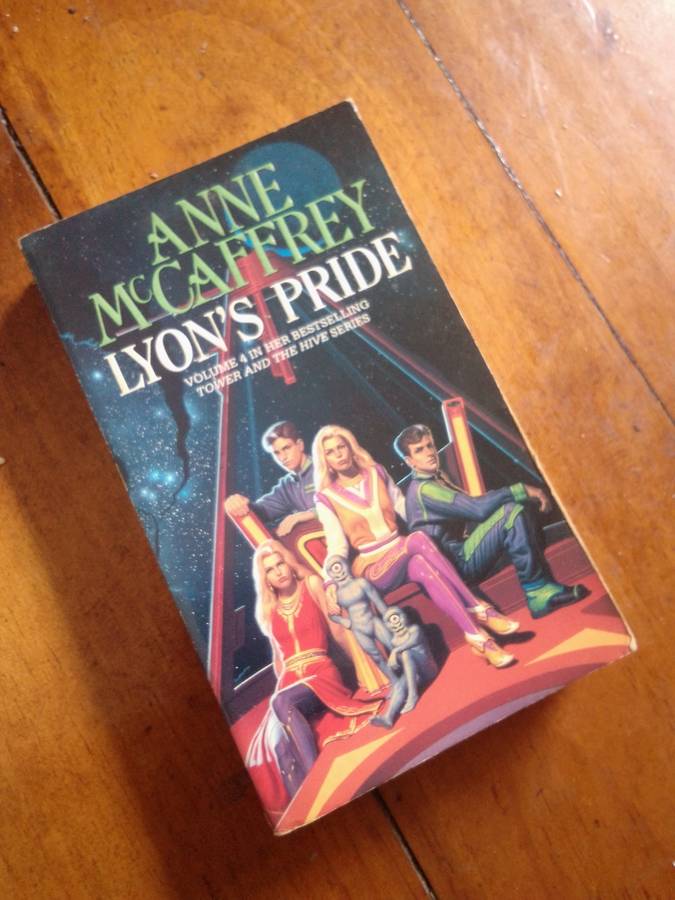 ANNE
McCAFFREY
LYON'S PRIDE
VOLUME 4 IN HER BESTSELLING
TOWER AND THE HIVE SERIES